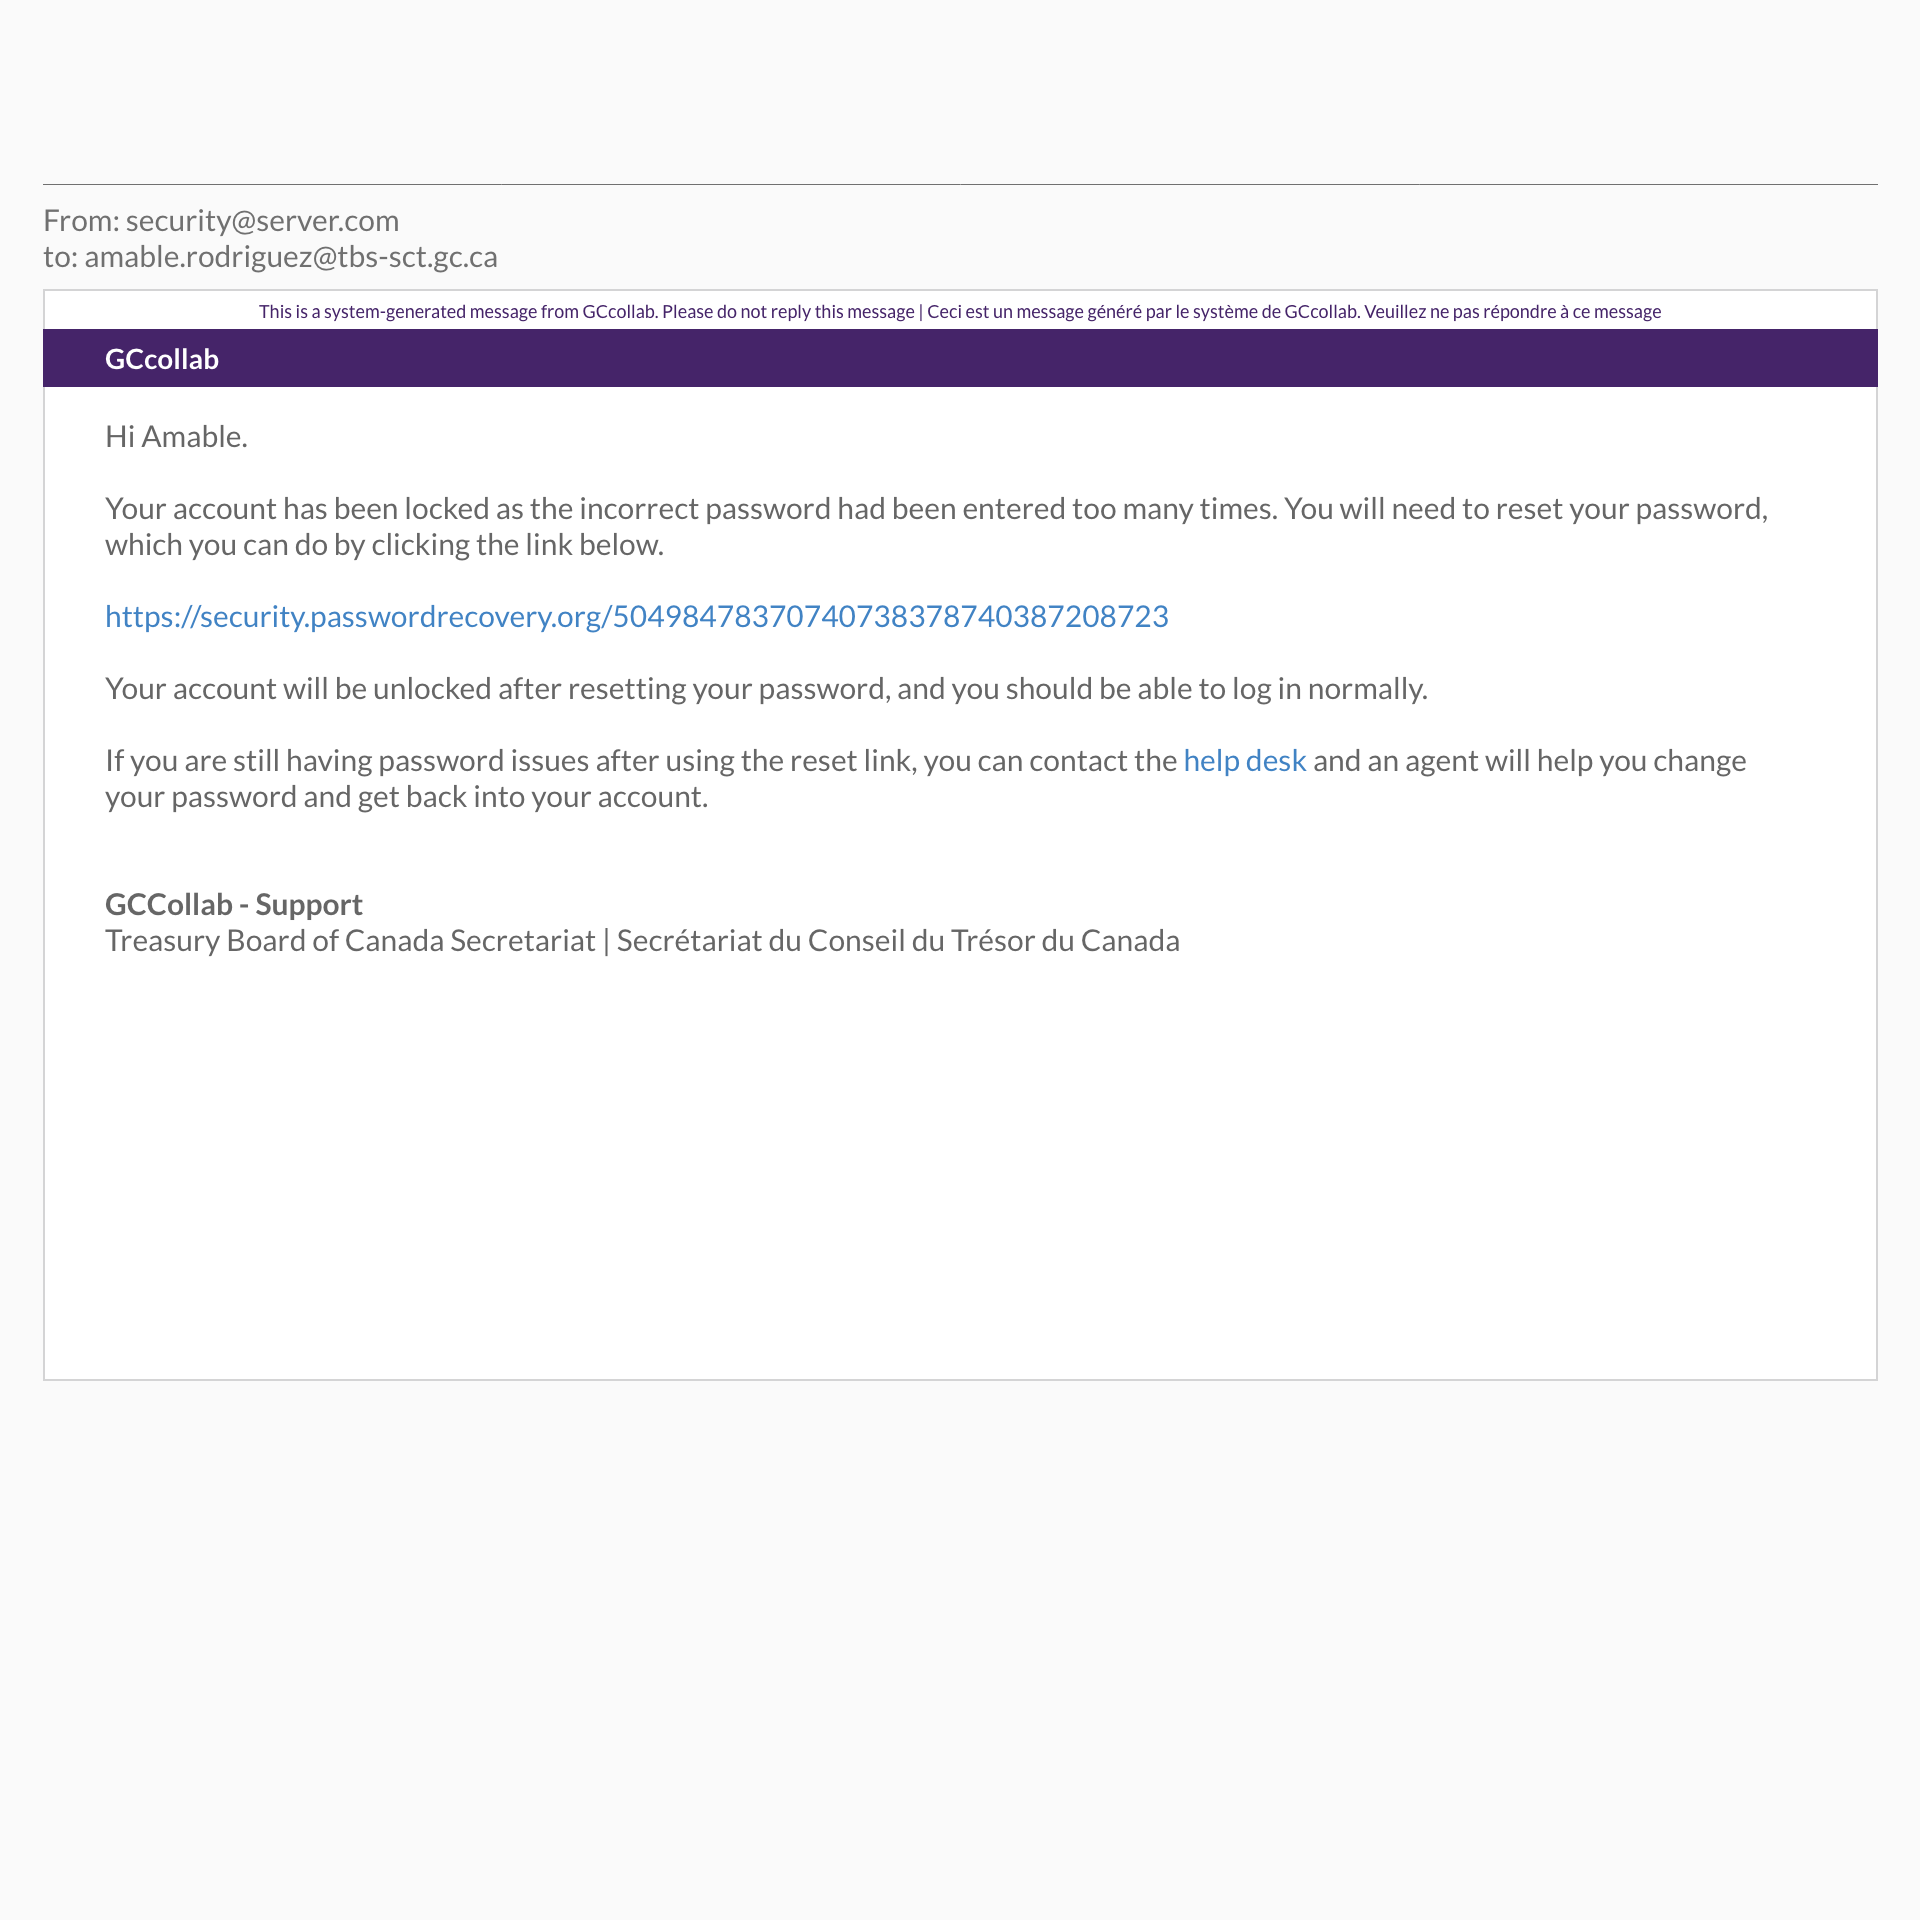 From: security@server.com
to: amable.rodriguez@tbs-sct.gc.ca
This is a system-generated message from GCcollab. Please do not reply this message | Ceci est un message généré par le système de GCcollab. Veuillez ne pas répondre à ce message
GCcollab
Hi Amable.
Your account has been locked as the incorrect password had been entered too many times. You will need to reset your password,
which you can do by clicking the link below.
https://security.passwordrecovery.org/50498478370740738378740387208723
Your account will be unlocked after resetting your password, and you should be able to log in normally.
If you are still having password issues after using the reset link, you can contact the help desk and an agent will help you change
your password and get back into your account.
GCCollab - Support
Treasury Board of Canada Secretariat | Secrétariat du Conseil du Trésor du Canada